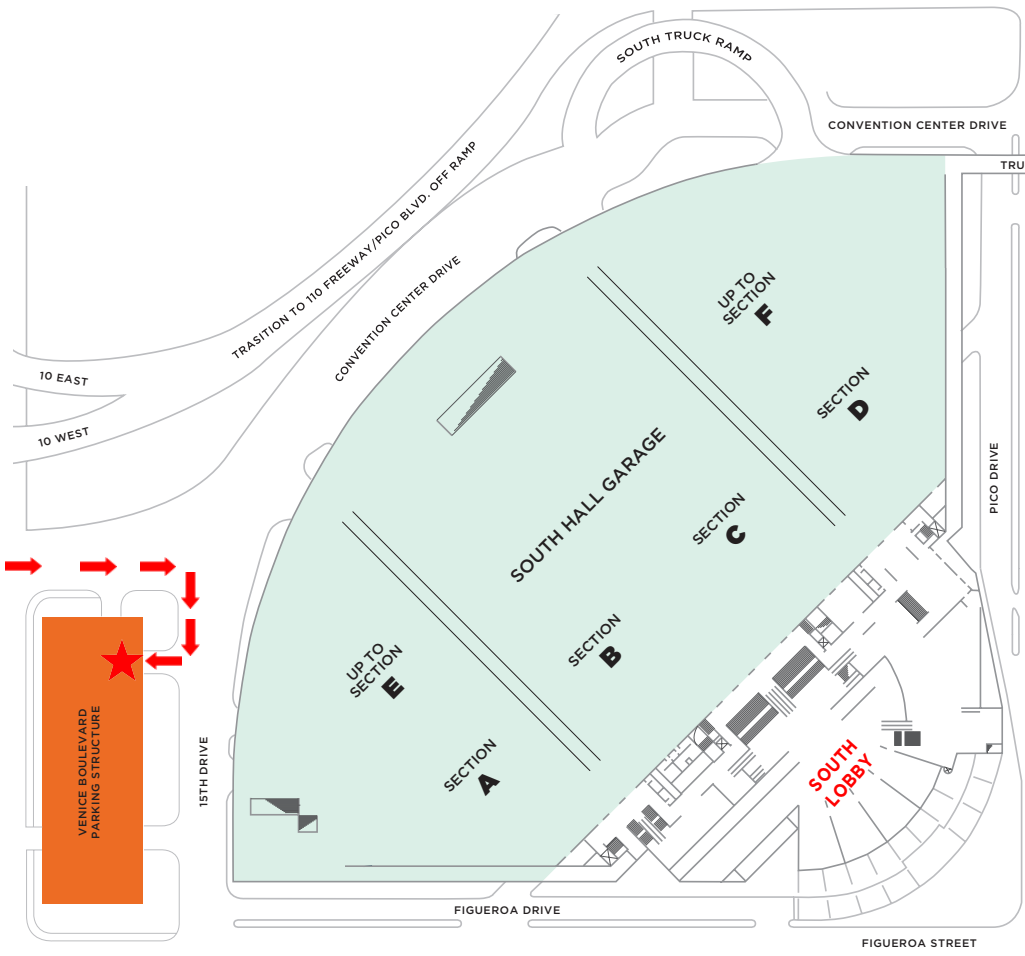 SOUTH TRUCK RAMP
CONVENTION CENTER DRIVE
TRU
TRASITION TO 110 FREEWAY/PICO BLVD. OFF RAMP
CONVENTION CENTER DRIVE
10 EAST
10 WEST
UP TO
SECTION
F
SECTION
D
SOUTH HALL GARAGE
SECTION
C
PICO DRIVE
SECTION
B
UP TO
SECTION
E
SECTION
A
VENICE BOULEVARD
PARKING STRUCTURE
15TH DRIVE
SOUTH
LOBBY
FIGUEROA DRIVE
FIGUEROA STREET